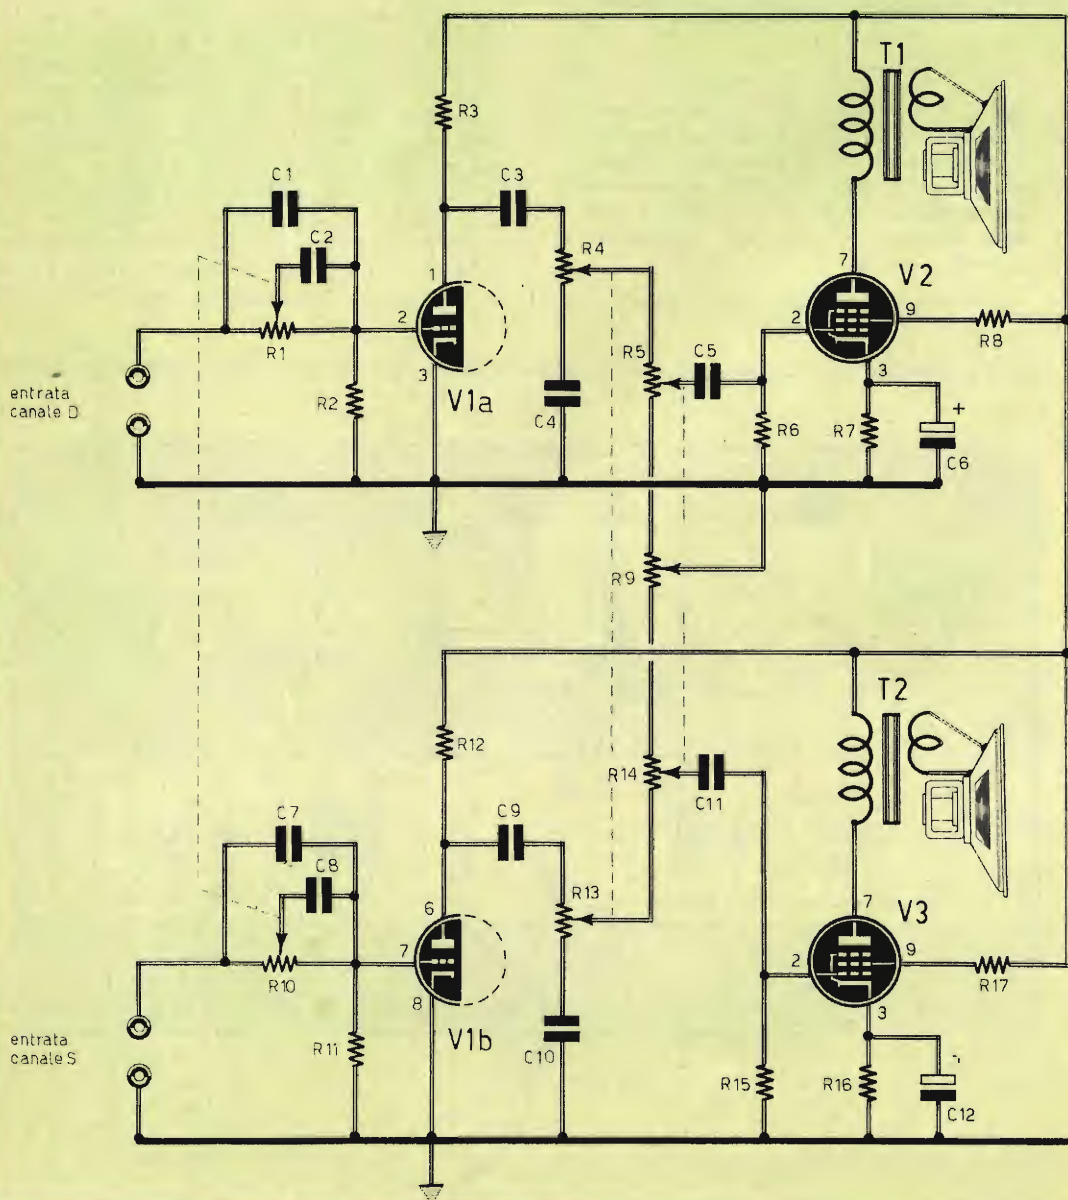 T1
R3
C1
C3
C2
R4
1
7
V2
2
2
9
R1
R5
C5
R8
3
3
entrata
canale D
R2
V1a
C4
R6
R7
+
C6
R9
T2
R12
R14
C11
C7
C9
C8
R13
6
7
V3
7
2
9
R10
R17
8
3
entrata
canale S
R11
V1b
C10
R15
R16
C12